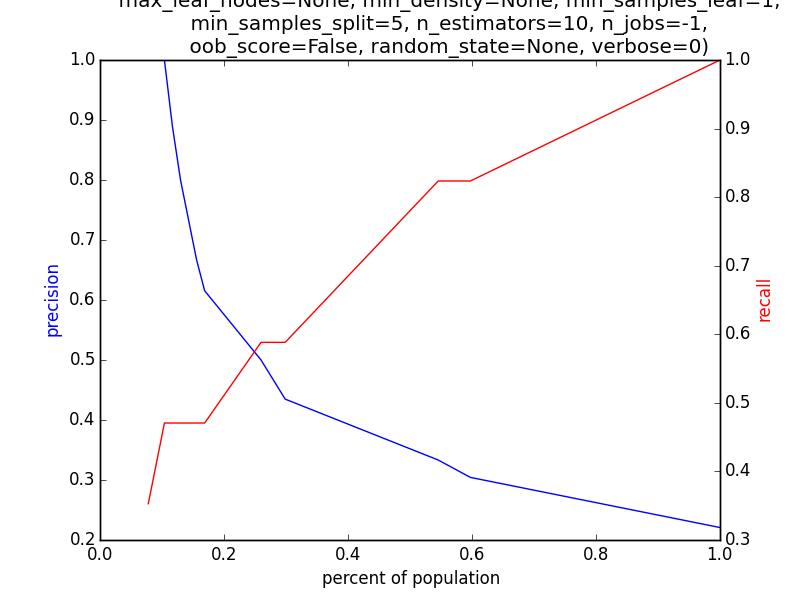 max_leaf_nodes=None, min_density=None, min_samples_leaf=1,
min_samples_split=5, n_estimators=10, n_jobs=-1,
oob_score=False, random_state=None, verbose=0)
1.0
0.9
0.8
0.7
0.6
0.5
0.4
0.3
0.2
precision
1.0
0.9
0.8
0.7
0.6
0.5
0.4
0.3
recall
0.0 0.2 0.4 0.6 0.8 1.0
percent of population